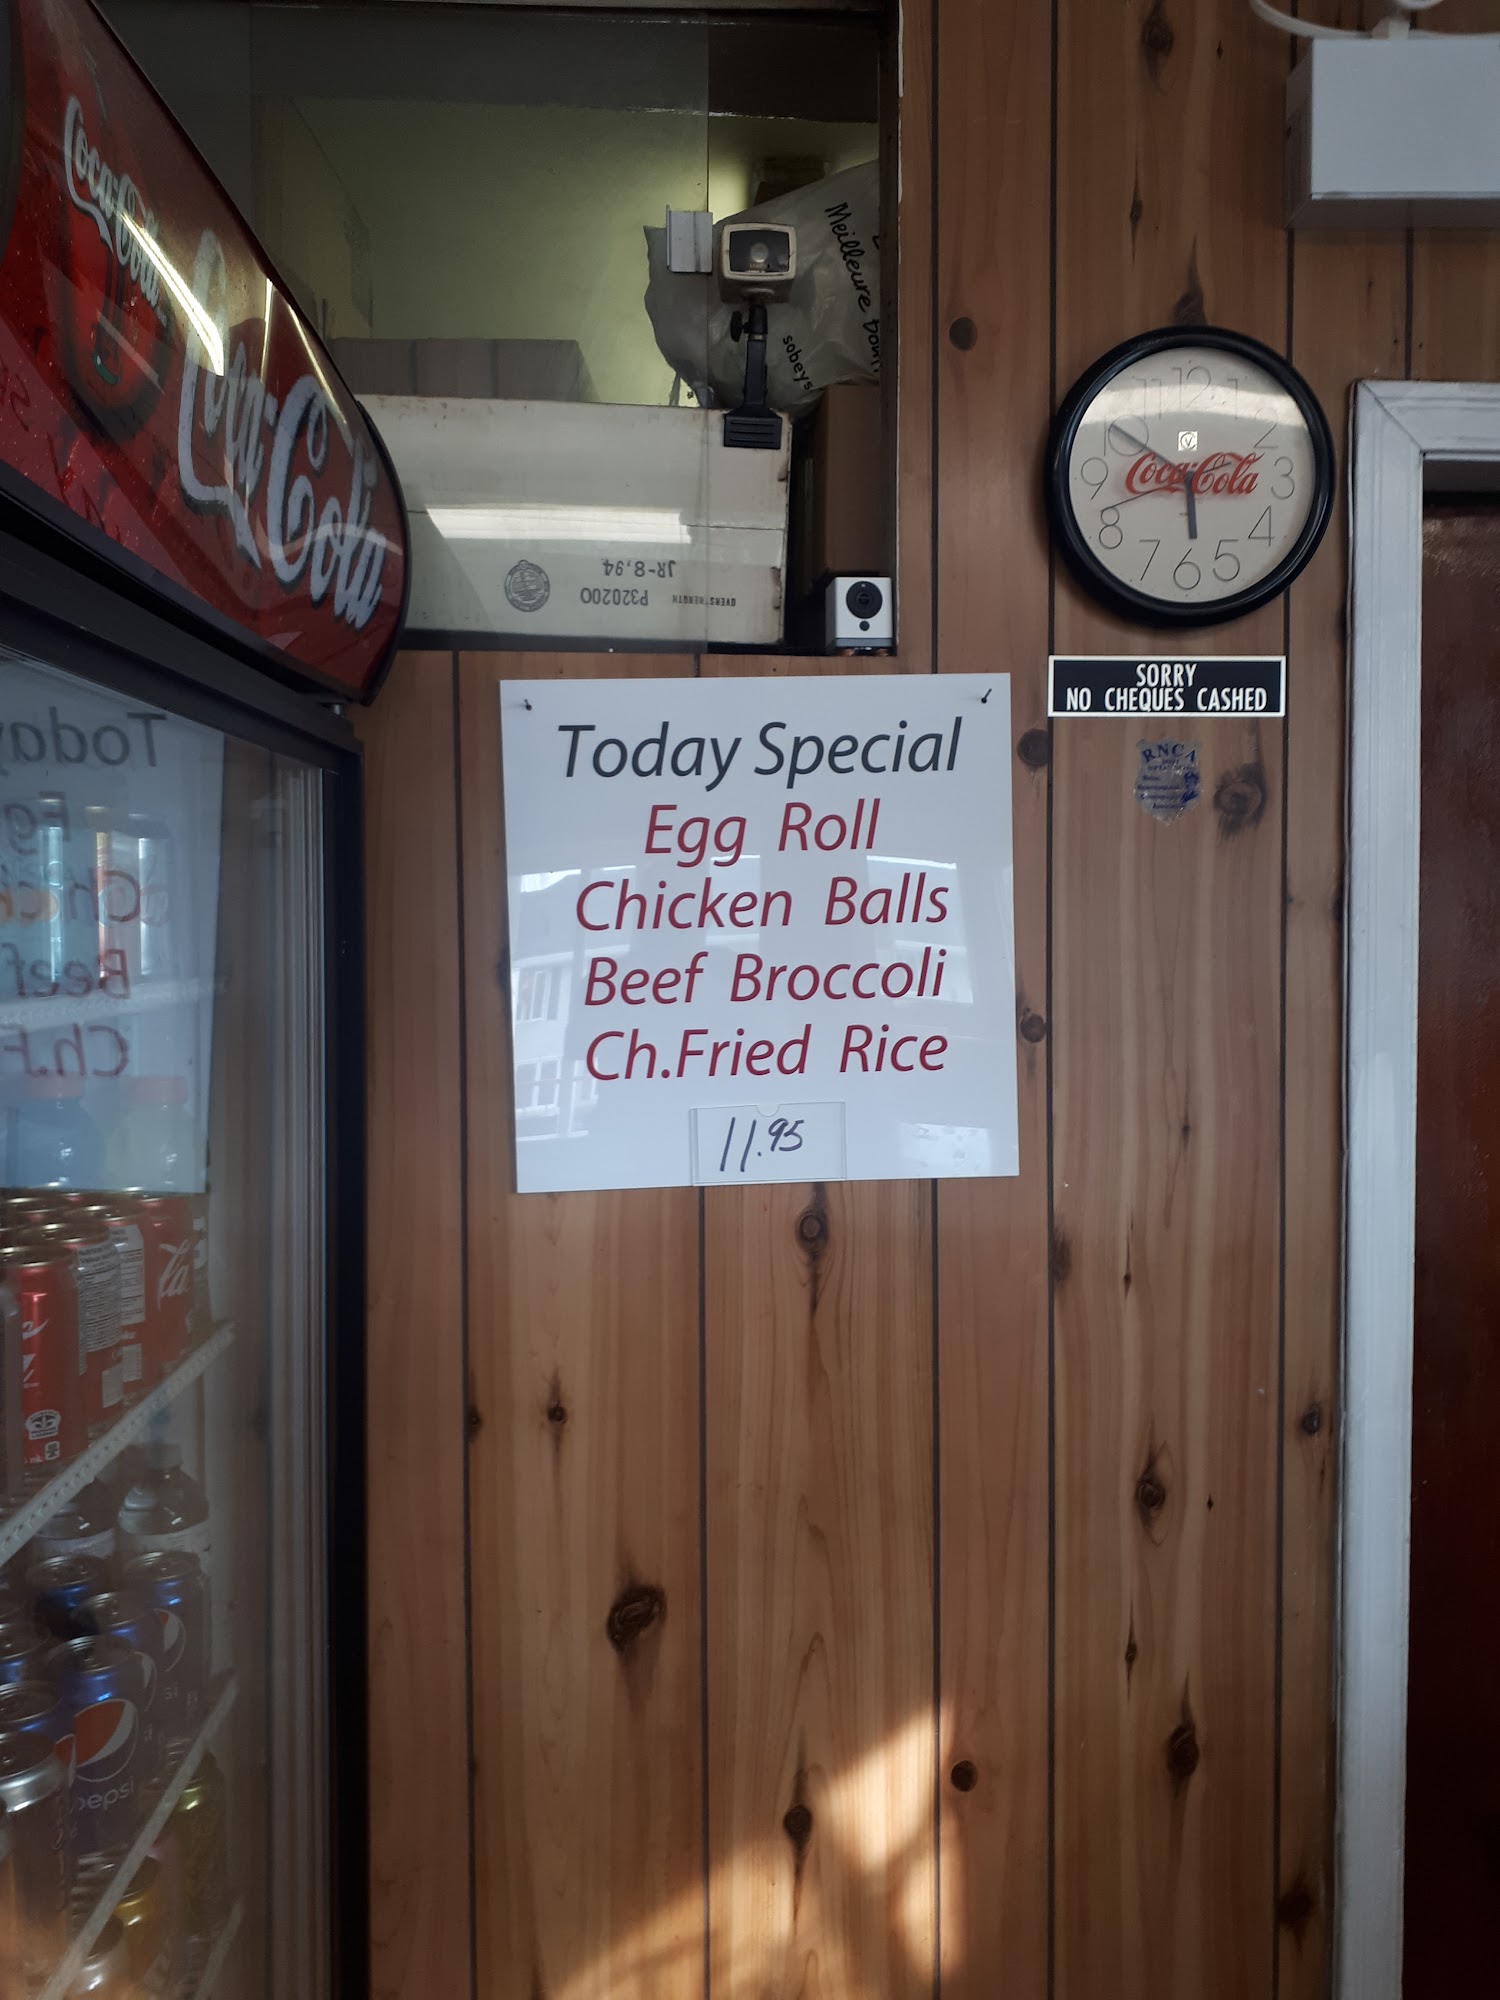 Coca-Cola
Coca-Cola
Meilleure
sobeys
JR-8,94
P320200
OVERSTRENGTH
11 12 1
10 2
9 3
8 4
7 6 5
Coca-Cola
SORRY
NO CHEQUES CASHED
RNCA
Today Special
Egg Roll
Chicken Balls
Beef Broccoli
Ch.Fried Rice
11.95
pepsi